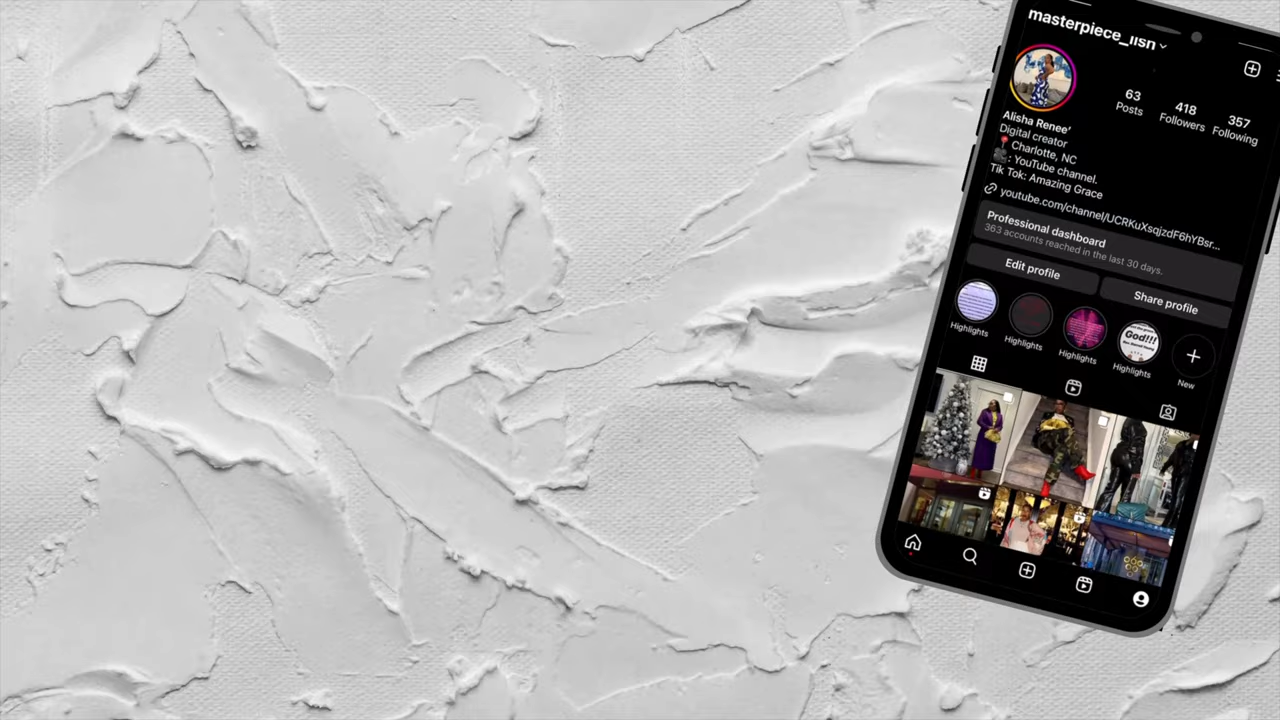 63
Posts
418
Followers
357
Following
Alisha Renee'
Digital creator
📍 Charlotte, NC
🎥: YouTube channel.
Tik Tok: Amazing Grace
youtube.com/channel/UCRKuXsqjzdF6hYBsr...
Professional dashboard
363 accounts reached in the last 30 days.
Edit profile
Share profile
Highlights
Highlights
Highlights
God!!!
Highlights
New